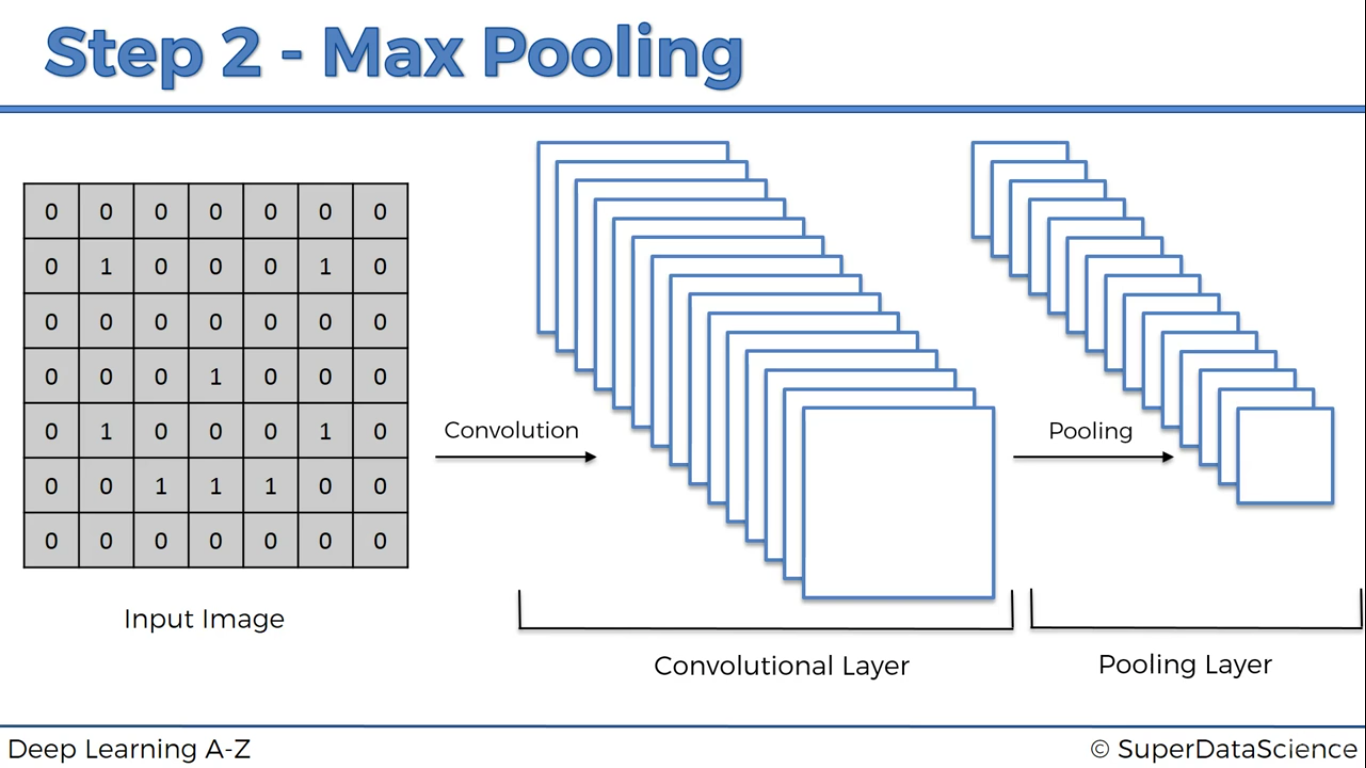 Step 2 - Max Pooling
0 0 0 0 0 0 0
0 1 0 0 0 1 0
0 0 0 0 0 0 0
0 0 0 1 0 0 0
0 1 0 0 0 1 0
0 0 1 1 1 0 0
0 0 0 0 0 0 0
Input Image
Convolution
Convolutional Layer
Pooling
Pooling Layer
Deep Learning A-Z
© SuperDataScience